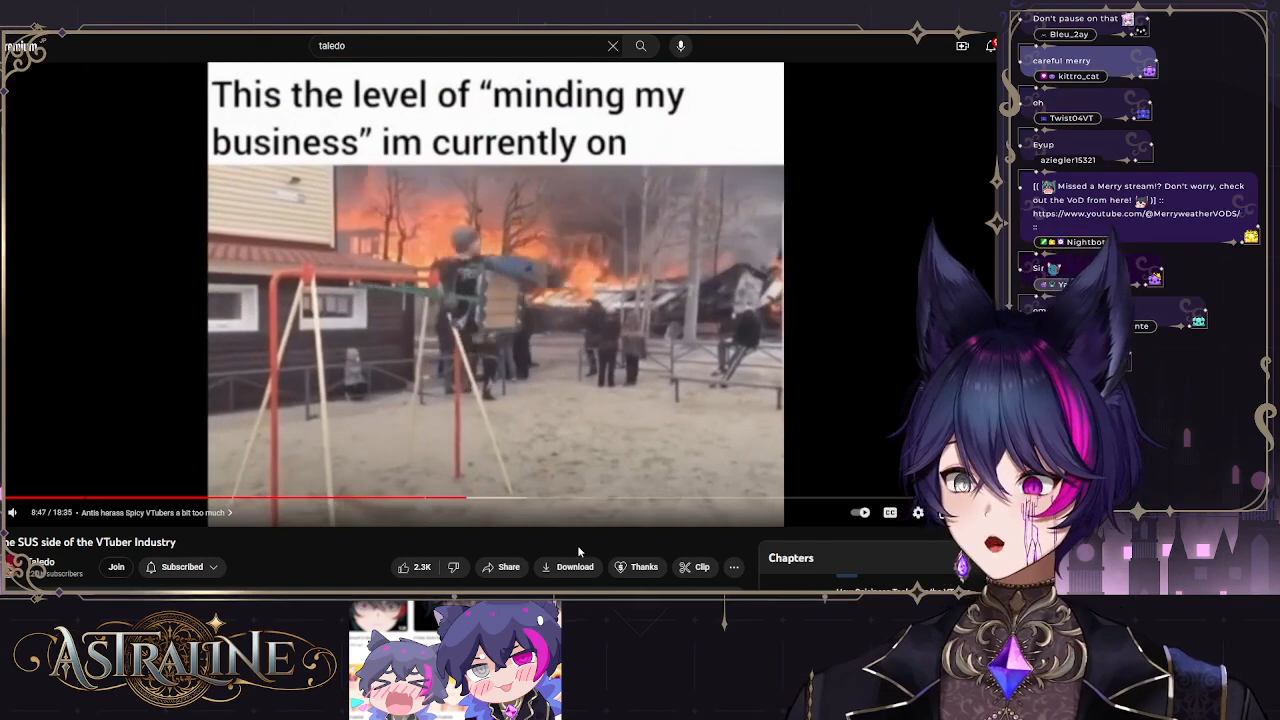 taledo
This the level of “minding my
business” im currently on
8:47 / 18:35 • Antis harass Spicy VTubers a bit too much
CC
SUS side of the VTuber Industry
Taledo
subscribers
Join
Subscribed
2.3K
Share
Download
Thanks
Clip
Chapters
ASTRALINE
Don't pause on that
Bleu_2ay
careful merry
kittro_cat
oh
Twist04VT
Eyup
aziegler15321
[( Missed a Merry stream!? Don't worry, check
out the VoD from here! )] ::
https://www.youtube.com/@MerryweatherVODS/
::
Nightbot
Sir